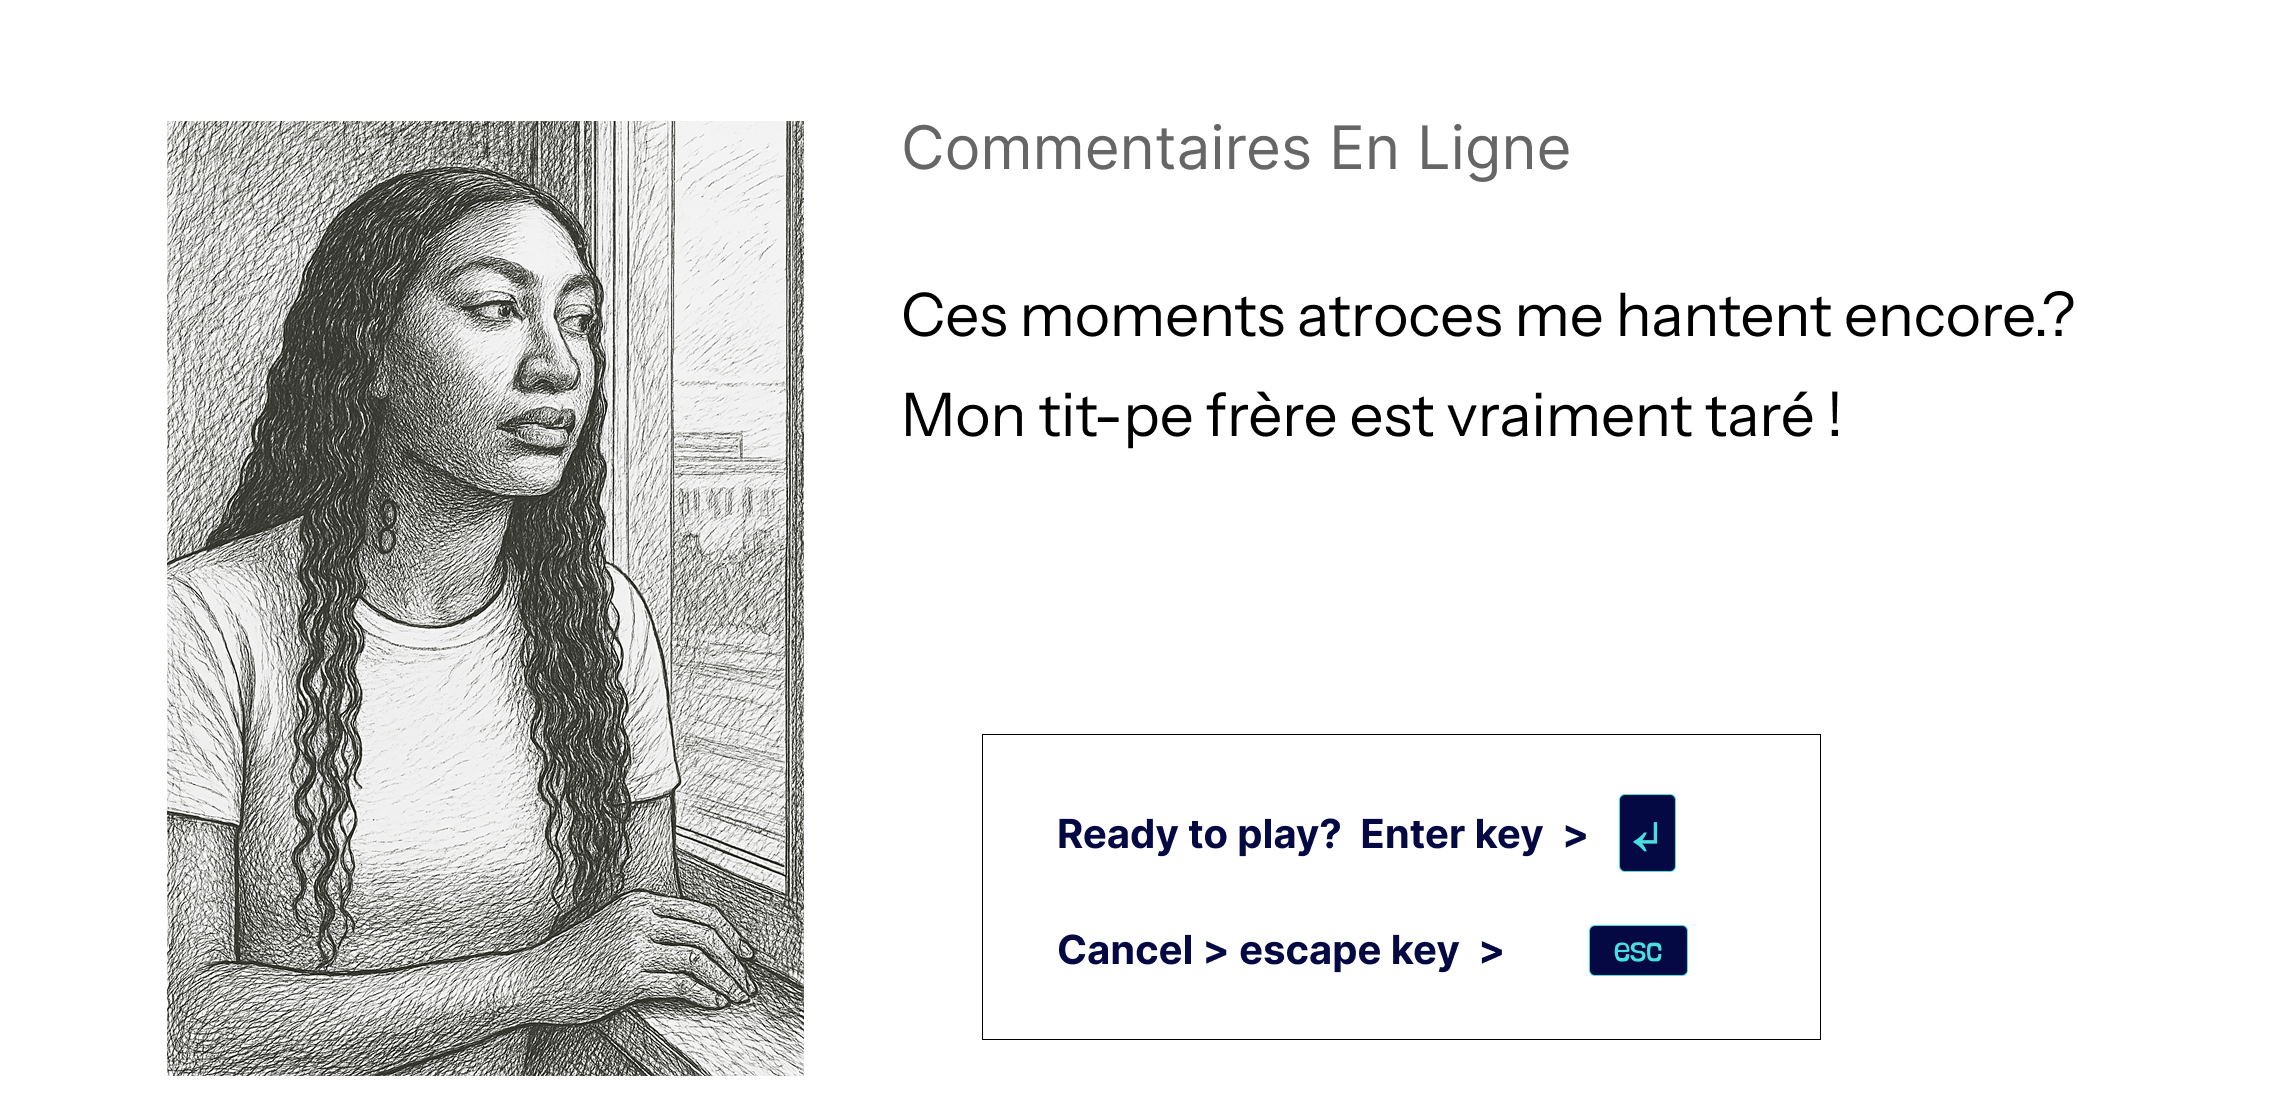 Commentaires En Ligne
Ces moments atroces me hantent encore.?
Mon tit-pe frère est vraiment taré !
Ready to play? Enter key >
Cancel > escape key > esc